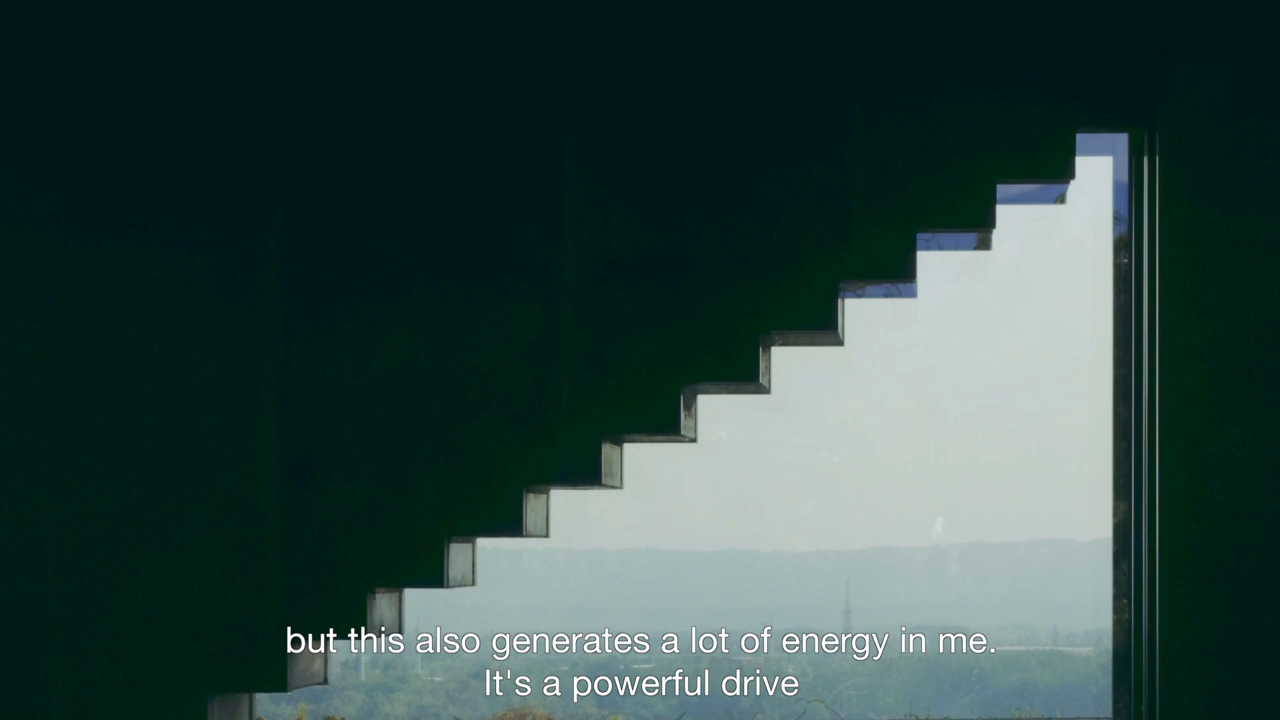 but this also generates a lot of energy in me.
It's a powerful drive